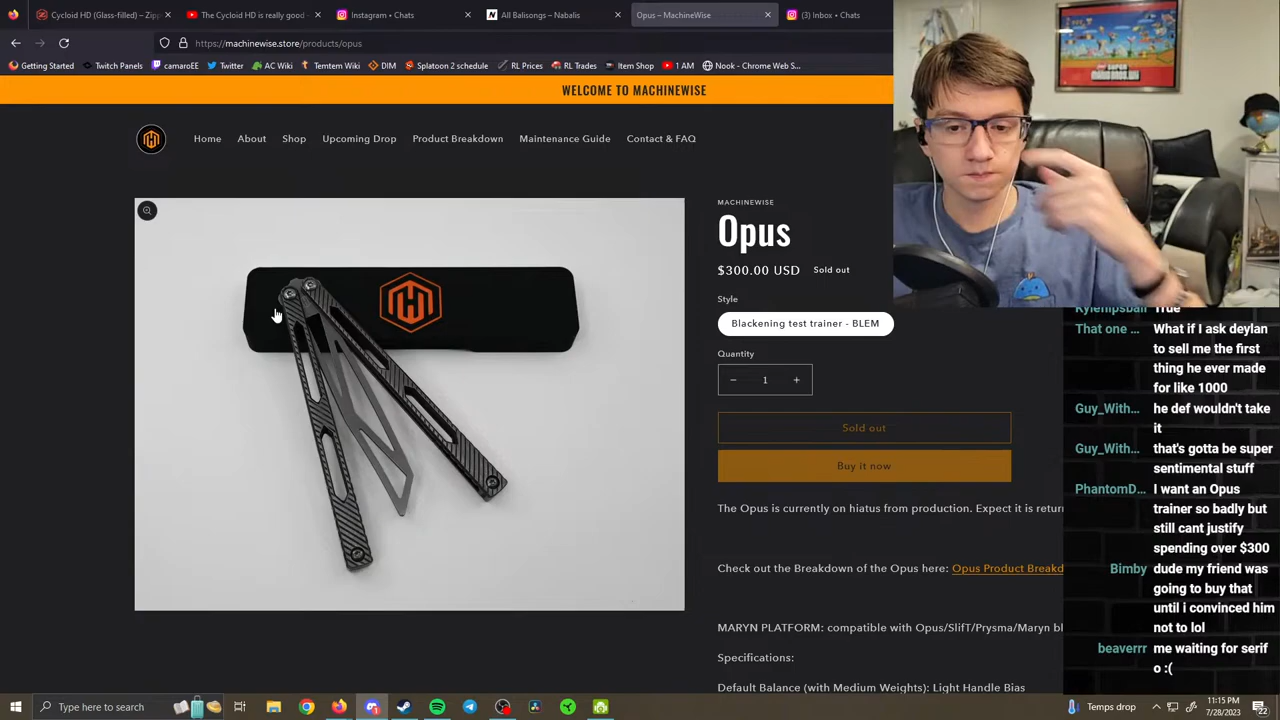 Cycloid HD (Glass-filled) – Zip
The Cycloid HD is really good
Instagram • Chats
All Balisongs – Nabalis
Opus – MachineWise
(3) Inbox • Chats
https://machinewise.store/products/opus
Getting Started
Twitch Panels
camaroEE
Twitter
AC Wiki
Temtem Wiki
DIM
Splatoon 2 schedule
RL Prices
RL Trades
Item Shop
1 AM
Nook - Chrome Web S...
WELCOME TO MACHINEWISE
Home
About
Shop
Upcoming Drop
Product Breakdown
Maintenance Guide
Contact & FAQ
MACHINEWISE
Opus
$300.00 USD
Sold out
Style
Blackening test trainer - BLEM
Quantity
1
Sold out
Buy it now
The Opus is currently on hiatus from production. Expect it is return
Check out the Breakdown of the Opus here: Opus Product Breakd
MARYN PLATFORM: compatible with Opus/SlifT/Prysma/Maryn bl
Specifications:
Default Balance (with Medium Weights): Light Handle Bias
That one ... What if I ask deylan
to sell me the first
thing he ever made
for like 1000
Guy_With... he def wouldn't take
it
Guy_With... that's gotta be super
sentimental stuff
PhantomD... I want an Opus
trainer so badly but
still cant justify
spending over $300
Bimby dude my friend was
going to buy that
until i convinced him
not to lol
beaverrr me waiting for serif
o :(
Type here to search
Temps drop
11:15 PM
7/28/2023
22